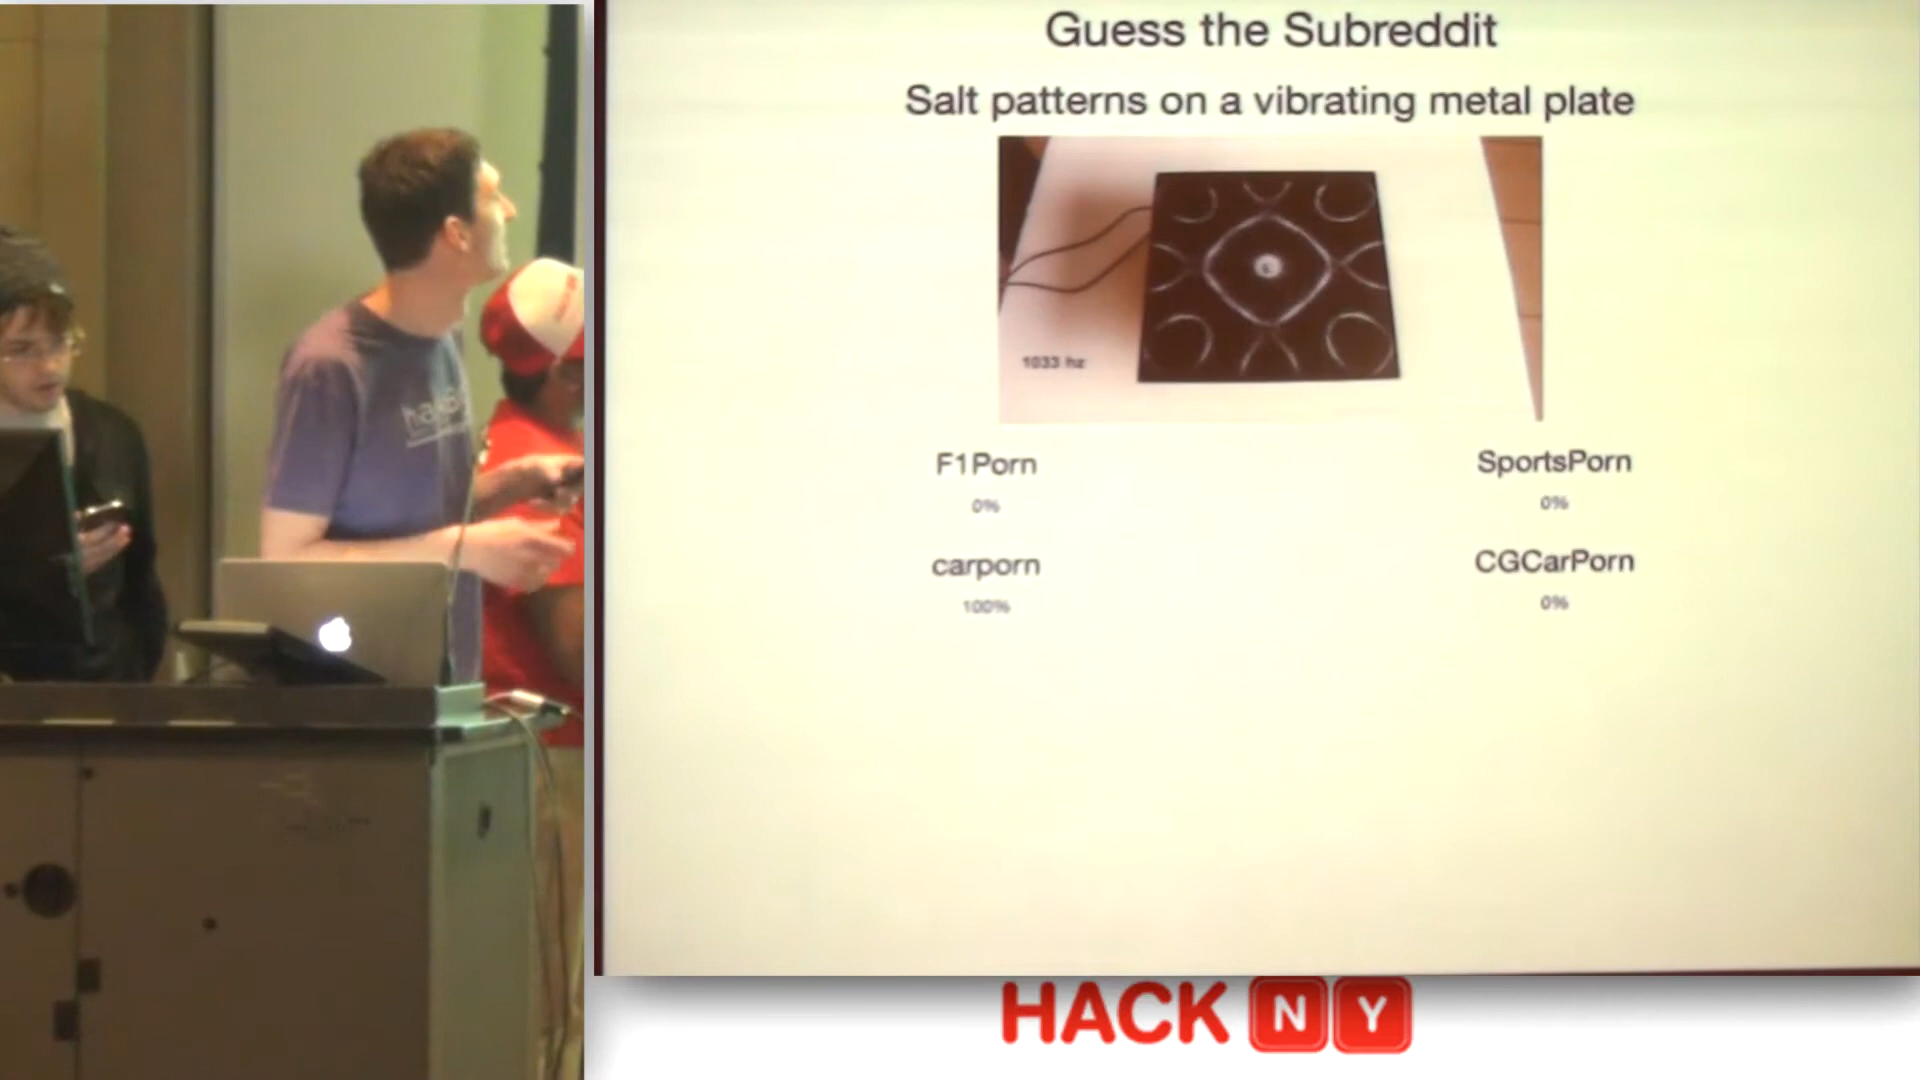 Guess the Subreddit
Salt patterns on a vibrating metal plate
1033 hz
F1Porn
0%
SportsPorn
0%
carporn
100%
CGCarPorn
0%
HACK NY